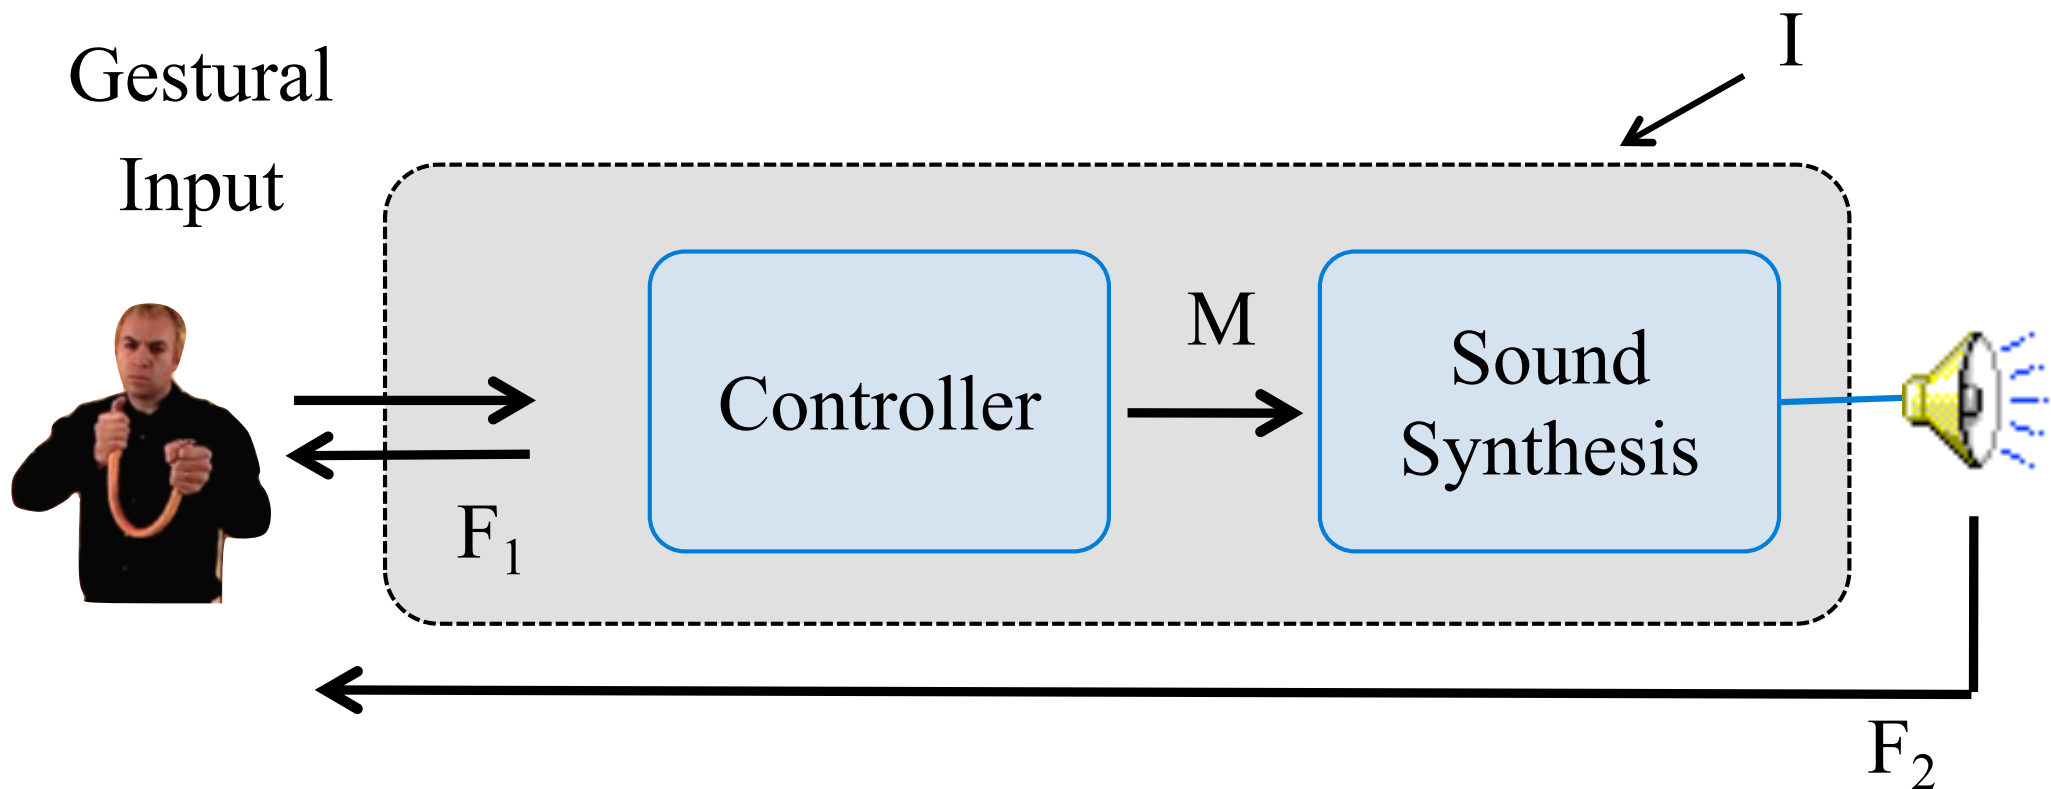 Gestural
Input
I
Controller
M
Sound
Synthesis
F₁
F₂